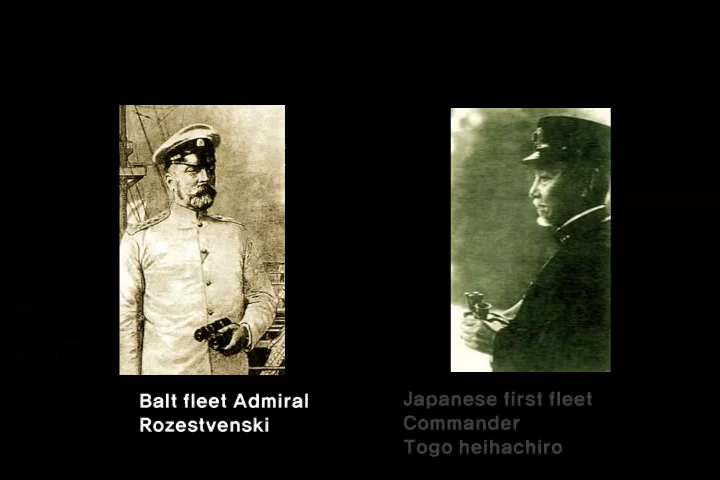 Balt fleet Admiral
Rozestvenski
Japanese first fleet
Commander
Togo heihachiro